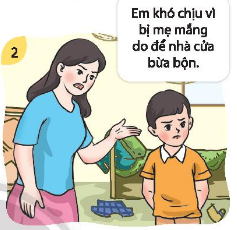 Em khó chịu vì
bị mẹ mắng
do để nhà cửa
bừa bộn.
2